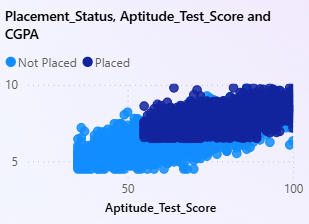 Placement_Status, Aptitude_Test_Score and
CGPA
Not Placed Placed
10
5
50 100
Aptitude_Test_Score